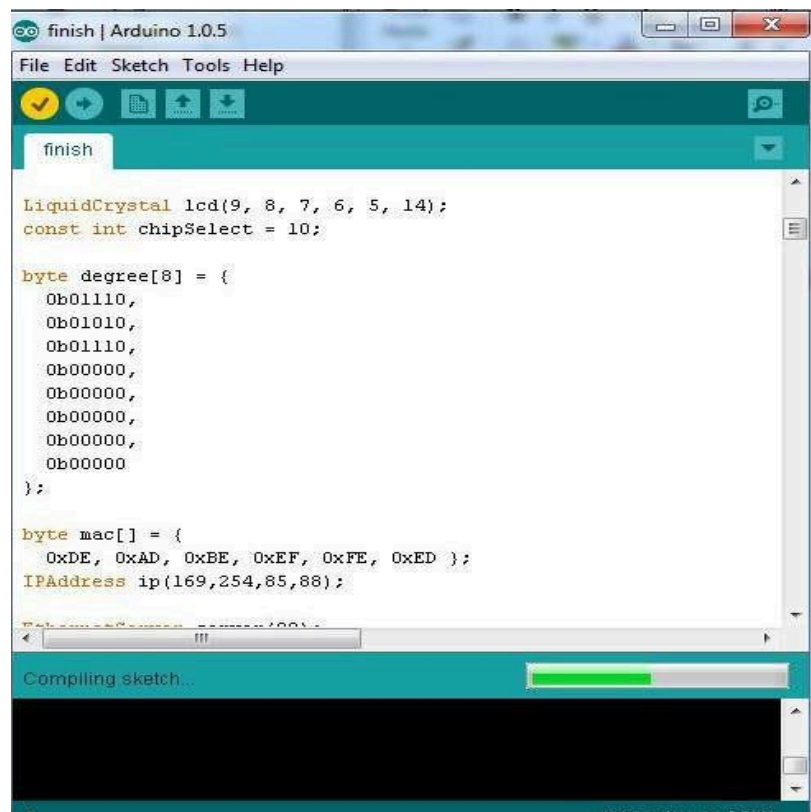 finish | Arduino 1.0.5
File Edit Sketch Tools Help
finish
LiquidCrystal lcd(9, 8, 7, 6, 5, 14);
const int chipSelect = 10;
byte degree[8] = {
0b01110,
0b01010,
0b01110,
0b00000,
0b00000,
0b00000,
0b00000,
0b00000
};
byte mac[] = {
0xDE, 0xAD, 0xBE, 0xEF, 0xFE, 0xED };
IPAddress ip(169,254,85,88);
Compiling sketch...